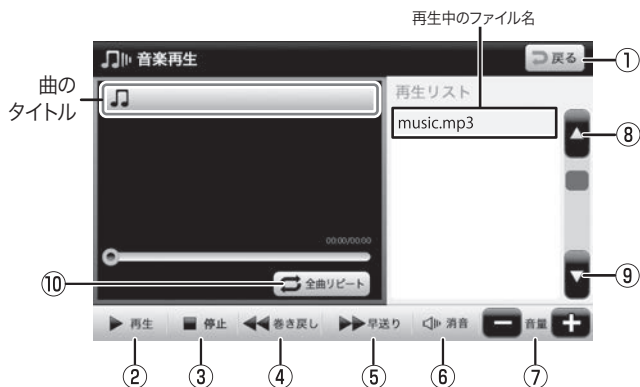 再生中のファイル名
音楽再生
戻る
①
曲の
タイトル
再生リスト
music.mp3
⑧
00:00/00:00
⑩
全曲リピート
⑨
再生
停止
巻き戻し
早送り
消音
音量
②
③
④
⑤
⑥
⑦